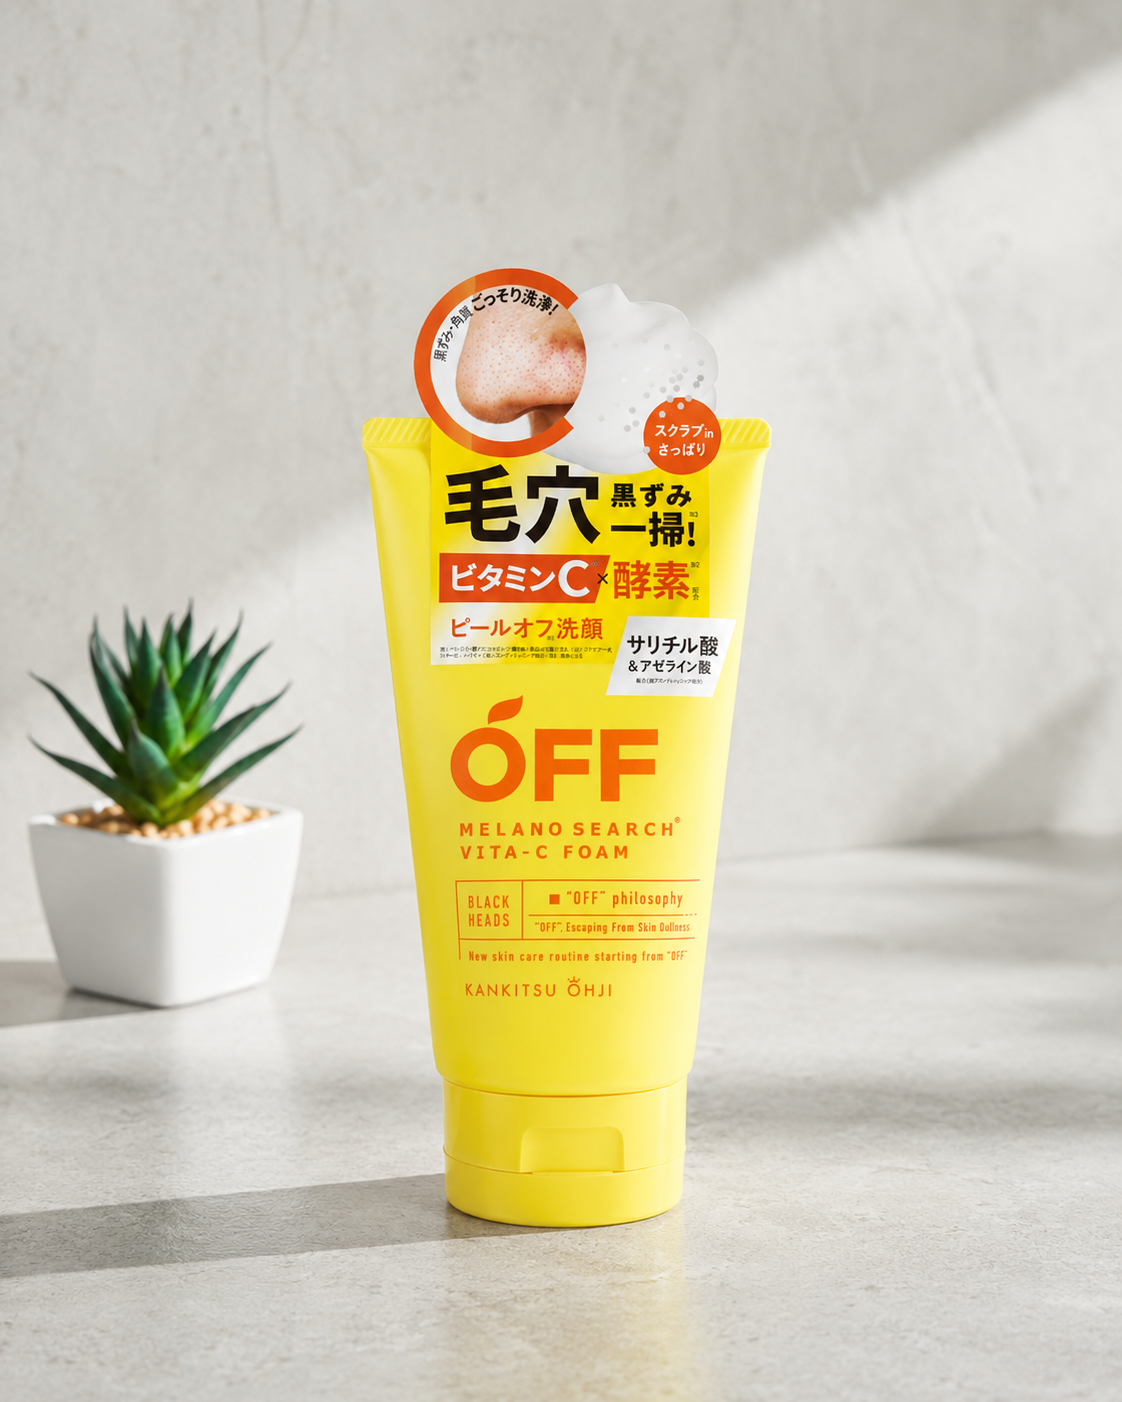 黒ずみ・角質ごっそり洗浄!
スクラブin
さっぱり
毛穴 黒ずみ
一掃!
ビタミンC × 酵素 配合
ピールオフ洗顔
サリチル酸
&アゼライン酸
OFF
MELANO SEARCH®
VITA-C FOAM
BLACK
HEADS
■ "OFF" philosophy
"OFF", Escaping From Skin Dullness
New skin care routine starting from "OFF"
KANKITSU OHJI